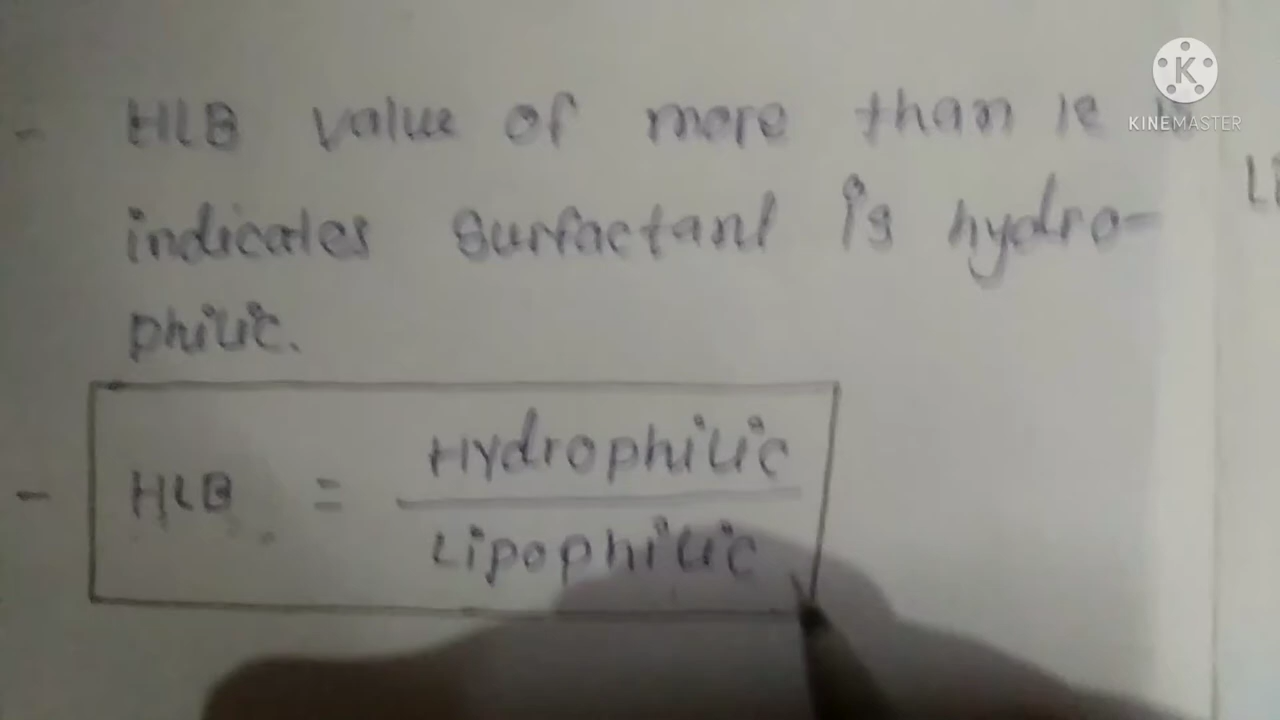 - HLB value of more than
indicates surfactant is hydro-
philic.
- HLB = Hydrophilic
Lipophilic
KINEMASTER